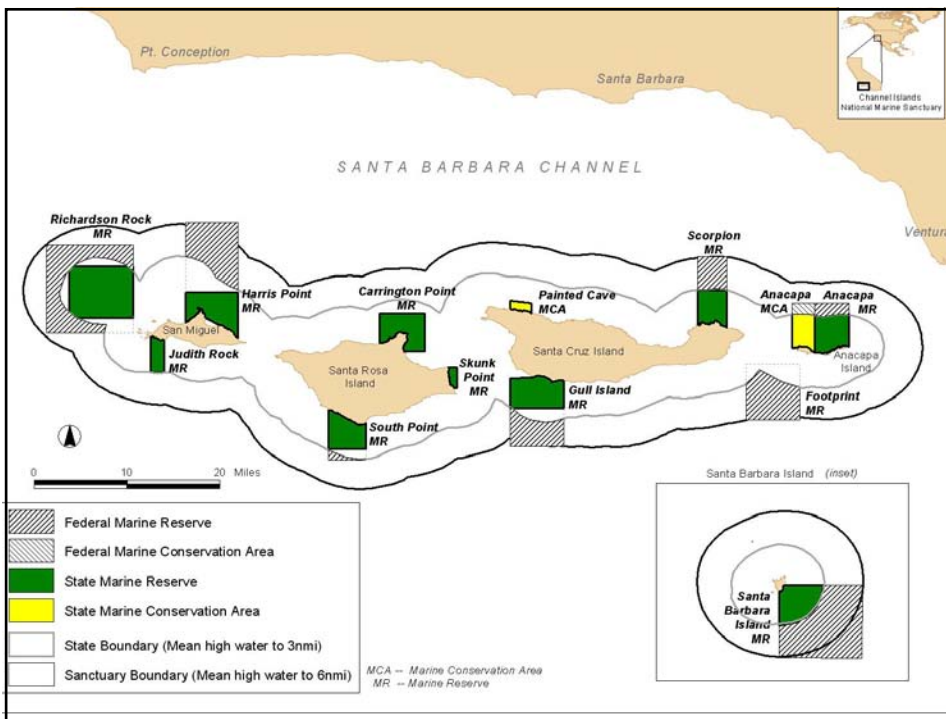 Pt. Conception
Santa Barbara
Channel Islands
National Marine Sanctuary
SANTA BARBARA CHANNEL
Ventura
Richardson Rock
MR
Harris Point
MR
San Miguel
Judith Rock
MR
Carrington Point
MR
Santa Rosa
Island
Skunk
Point
MR
South Point
MR
Painted Cave
MCA
Santa Cruz Island
Gull Island
MR
Scorpion
MR
Anacapa
MCA
Anacapa
MR
Anacapa
Island
Footprint
MR
0 10 20 Miles
Santa Barbara Island (inset)
Santa
Barbara
Island
MR
Federal Marine Reserve
Federal Marine Conservation Area
State Marine Reserve
State Marine Conservation Area
State Boundary (Mean high water to 3nmi)
Sanctuary Boundary (Mean high water to 6nmi)
MCA -- Marine Conservation Area
MR -- Marine Reserve